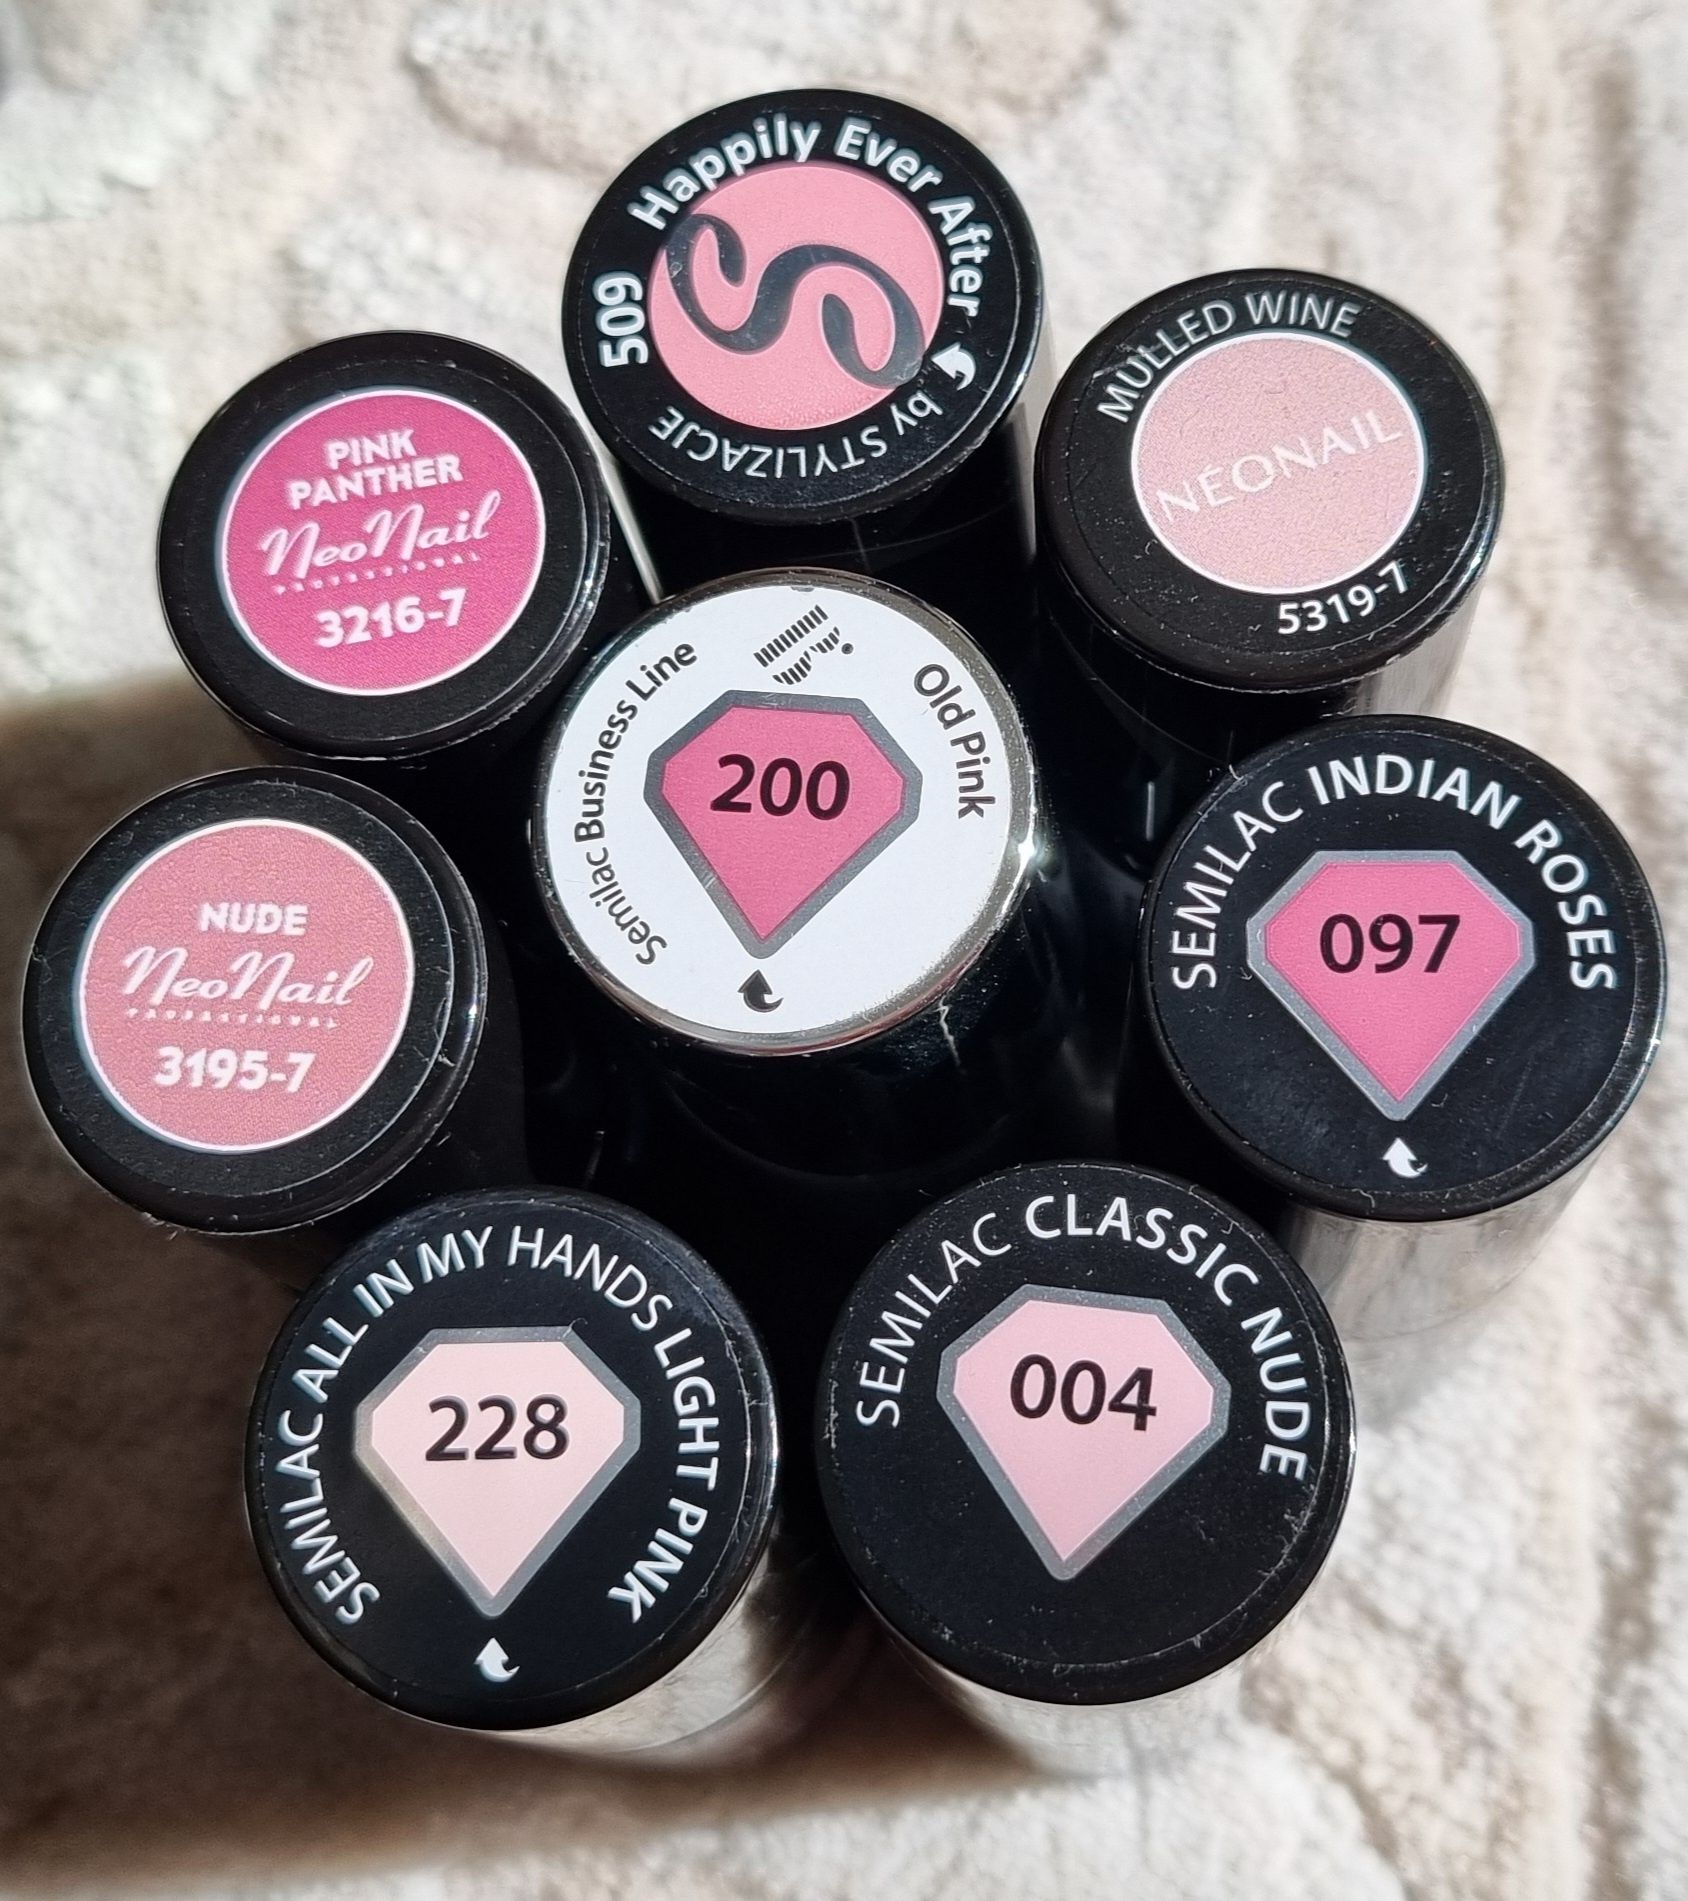 Happily Ever After
509
by STYLIZACJE
MULLED WINE
NEONAIL
5319-7
PINK
PANTHER
NeoNail
PROFESSIONAL
3216-7
Semilac Business Line
Old Pink
200
SEMILAC INDIAN ROSES
097
NUDE
NeoNail
PROFESSIONAL
3195-7
SEMILAC ALL IN MY HANDS LIGHT PINK
228
SEMILAC CLASSIC NUDE
004